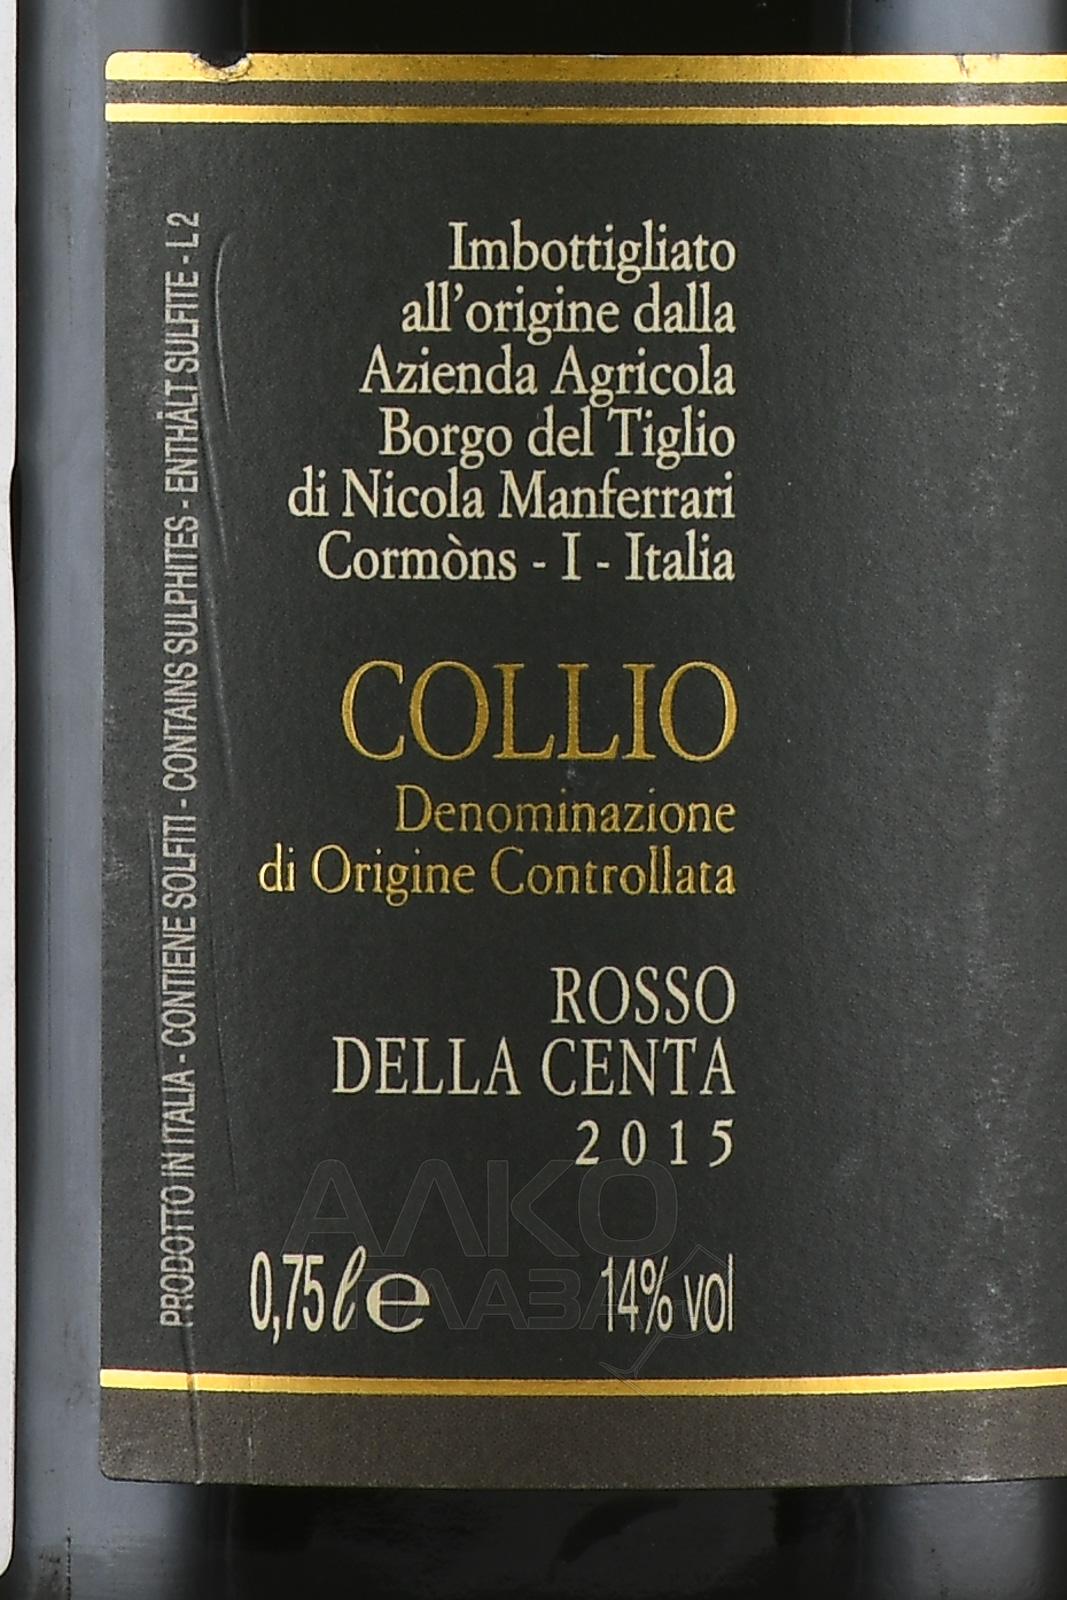 Imbottigliato
all'origine dalla
Azienda Agricola
Borgo del Tiglio
di Nicola Manferrari
Cormòns - I - Italia
COLLIO
Denominazione
di Origine Controllata
ROSSO
DELLA CENTA
2015
0,75 ℓ ℮ 14% vol
PRODOTTO IN ITALIA - CONTIENE SOLFITI - CONTAINS SULPHITES - ENTHÄLT SULFITE - L 2
АЛКО
ПЛАЗА